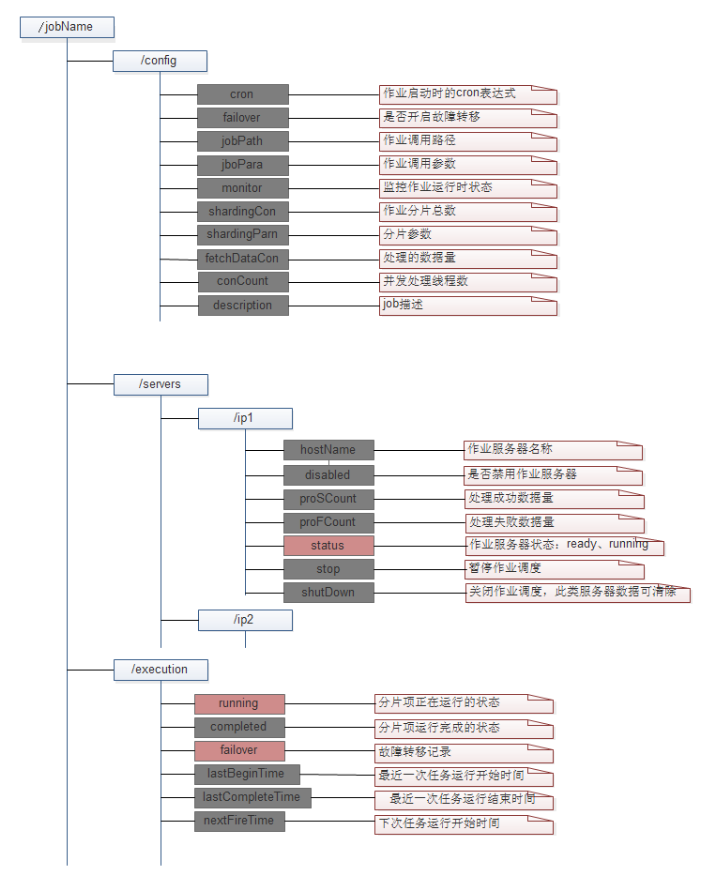 /jobName
/config
cron 作业启动时的cron表达式
failover 是否开启故障转移
jobPath 作业调用路径
jboPara 作业调用参数
monitor 监控作业运行时状态
shardingCon 作业分片总数
shardingParn 分片参数
fetchDataCon 处理的数据量
conCount 并发处理线程数
description job描述
/servers
/ip1
hostName 作业服务器名称
disabled 是否禁用作业服务器
proSCount 处理成功数据量
proFCount 处理失败数据量
status 作业服务器状态：ready、running
stop 暂停作业调度
shutDown 关闭作业调度，此类服务器数据可清除
/ip2
/execution
running 分片项正在运行的状态
completed 分片项运行完成的状态
failover 故障转移记录
lastBeginTime 最近一次任务运行开始时间
lastCompleteTime 最近一次任务运行结束时间
nextFireTime 下次任务运行开始时间